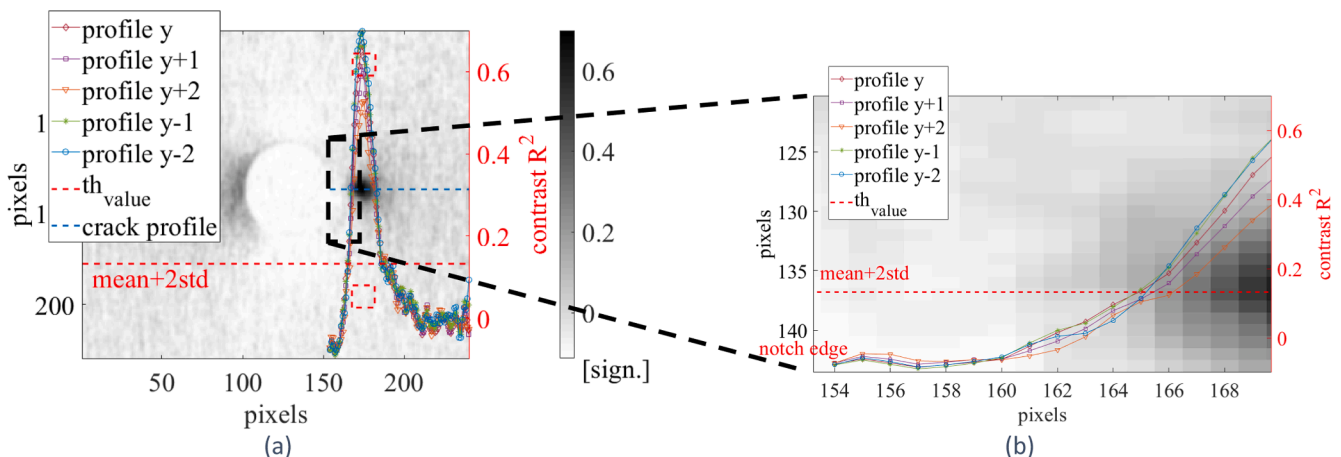 profile y
profile y+1
profile y+2
profile y-1
profile y-2
th_value
crack profile
pixels
1
1
200
mean+2std
50
100
150
200
pixels
0.6
0.4
0.2
0
contrast R^2
0.6
0.4
0.2
0
[sign.]
(a)
profile y
profile y+1
profile y+2
profile y-1
profile y-2
th_value
pixels
125
130
135
140
mean+2std
notch edge
154
156
158
160
162
164
166
168
pixels
0.6
0.4
0.2
0
contrast R^2
(b)